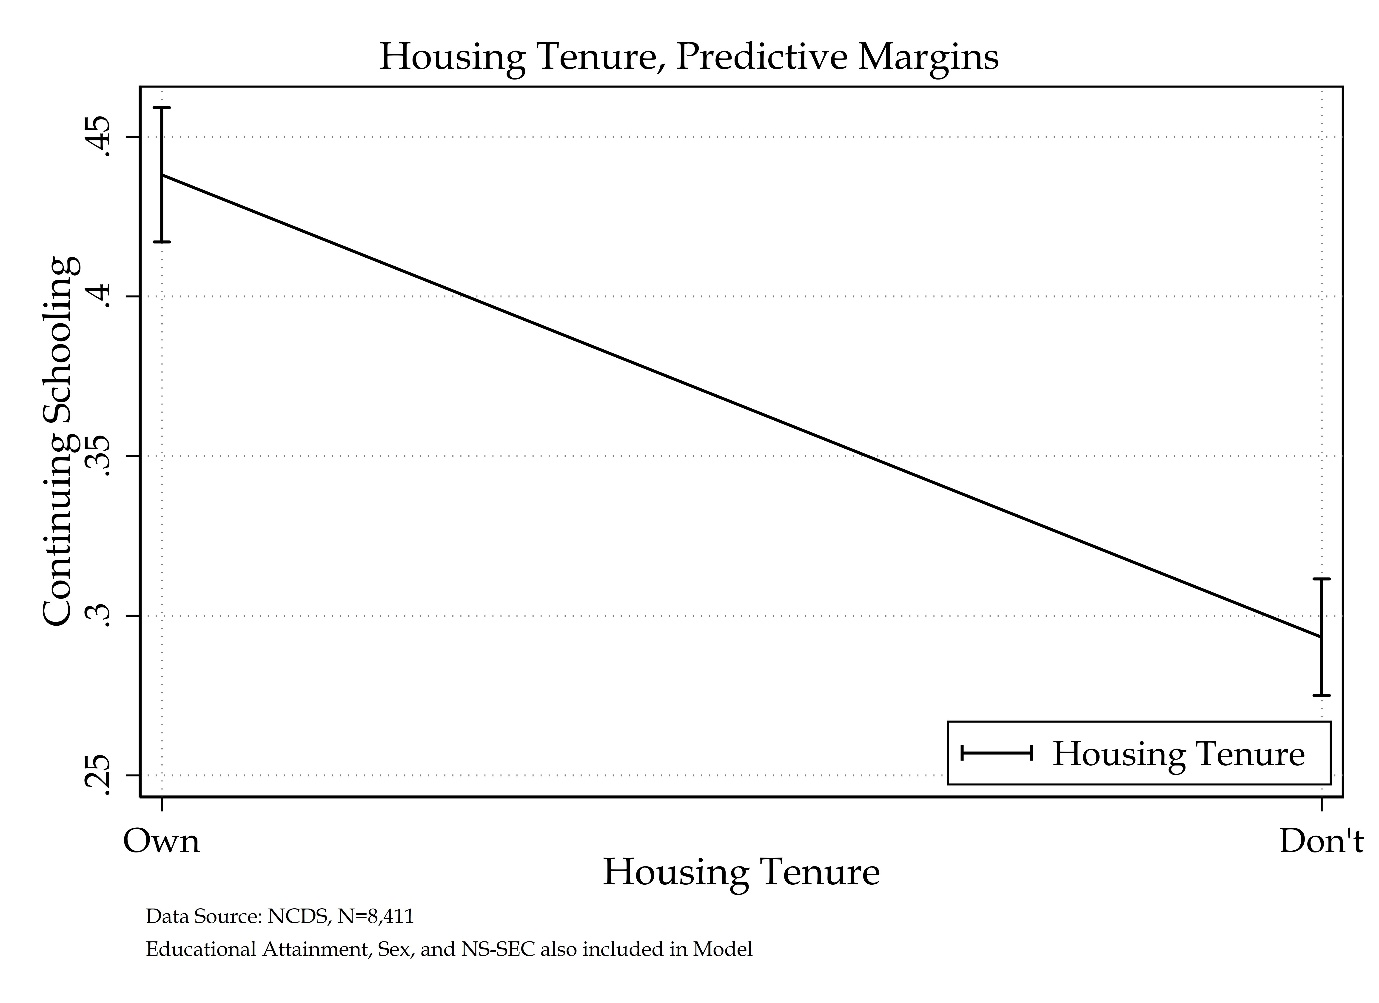 Housing Tenure, Predictive Margins
Continuing Schooling
.45
.4
.35
.3
.25
Housing Tenure
Own
Don't
Housing Tenure
Data Source: NCDS, N=8,411
Educational Attainment, Sex, and NS-SEC also included in Model